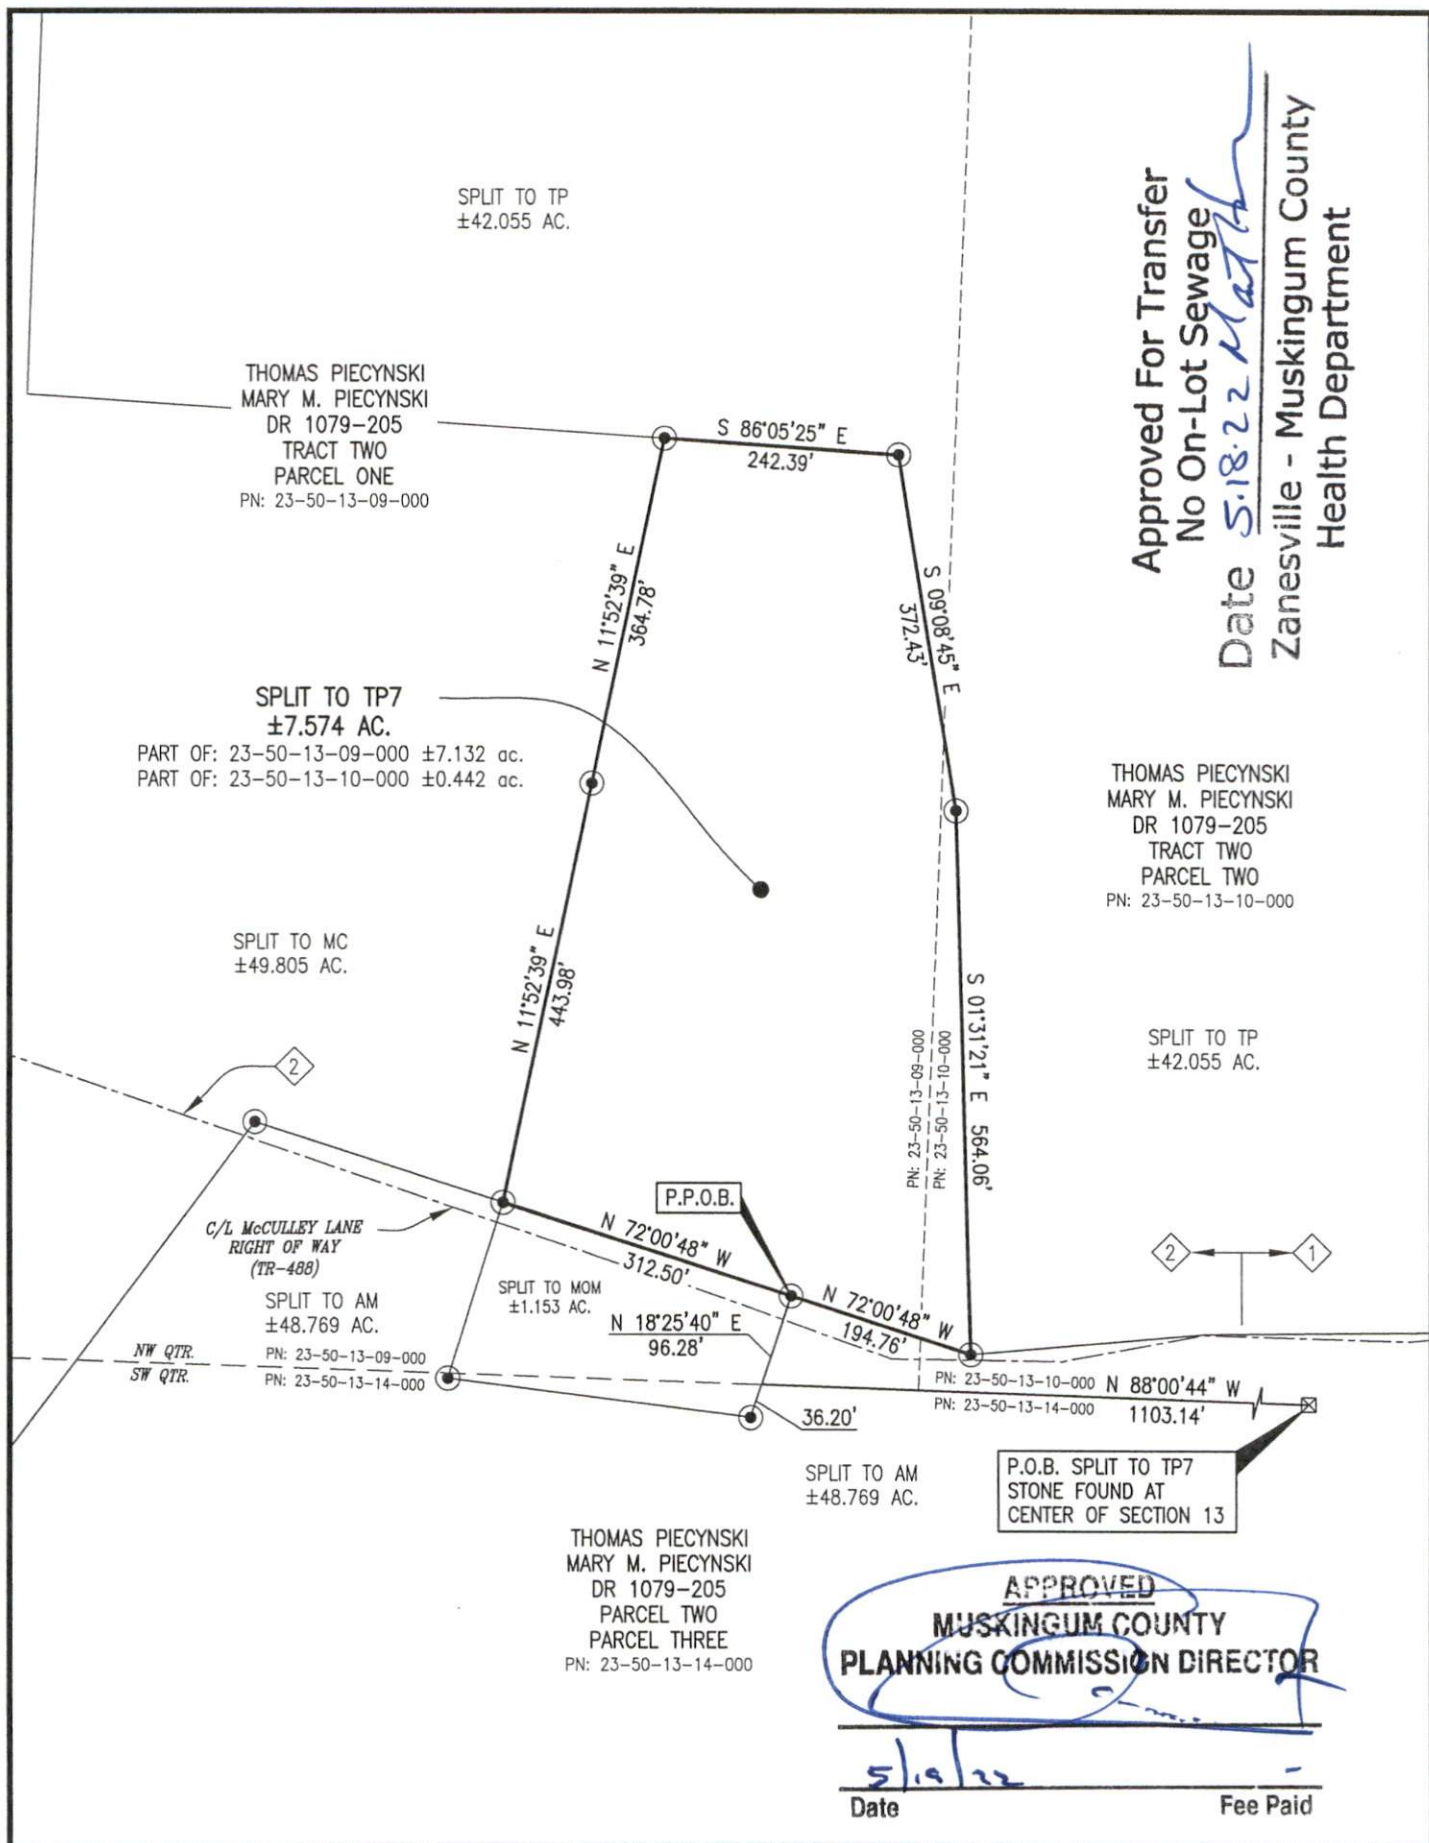 SPLIT TO TP
±42.055 AC.
Approved For Transfer
No On-Lot Sewage
Date 5.18.22
Zanesville - Muskingum County
Health Department
THOMAS PIECYNSKI
MARY M. PIECYNSKI
DR 1079-205
TRACT TWO
PARCEL ONE
PN: 23-50-13-09-000
S 86°05'25" E
242.39'
N 11°52'39" E
364.78'
S 09°08'45" E
372.43'
SPLIT TO TP7
±7.574 AC.
PART OF: 23-50-13-09-000 ±7.132 ac.
PART OF: 23-50-13-10-000 ±0.442 ac.
THOMAS PIECYNSKI
MARY M. PIECYNSKI
DR 1079-205
TRACT TWO
PARCEL TWO
PN: 23-50-13-10-000
SPLIT TO MC
±49.805 AC.
N 11°52'39" E
443.98'
S 01°31'21" E 564.06'
PN: 23-50-13-09-000
PN: 23-50-13-10-000
SPLIT TO TP
±42.055 AC.
2
P.P.O.B.
C/L McCULLEY LANE
RIGHT OF WAY
(TR-488)
N 72°00'48" W
312.50'
2
1
SPLIT TO MOM
±1.153 AC.
SPLIT TO AM
±48.769 AC.
N 18°25'40" E
96.28'
N 72°00'48" W
194.76'
NW QTR.
SW QTR.
PN: 23-50-13-09-000
PN: 23-50-13-14-000
PN: 23-50-13-10-000
PN: 23-50-13-14-000
N 88°00'44" W
1103.14'
36.20'
SPLIT TO AM
±48.769 AC.
P.O.B. SPLIT TO TP7
STONE FOUND AT
CENTER OF SECTION 13
THOMAS PIECYNSKI
MARY M. PIECYNSKI
DR 1079-205
PARCEL TWO
PARCEL THREE
PN: 23-50-13-14-000
APPROVED
MUSKINGUM COUNTY
PLANNING COMMISSION DIRECTOR
5/19/22 -
Date Fee Paid